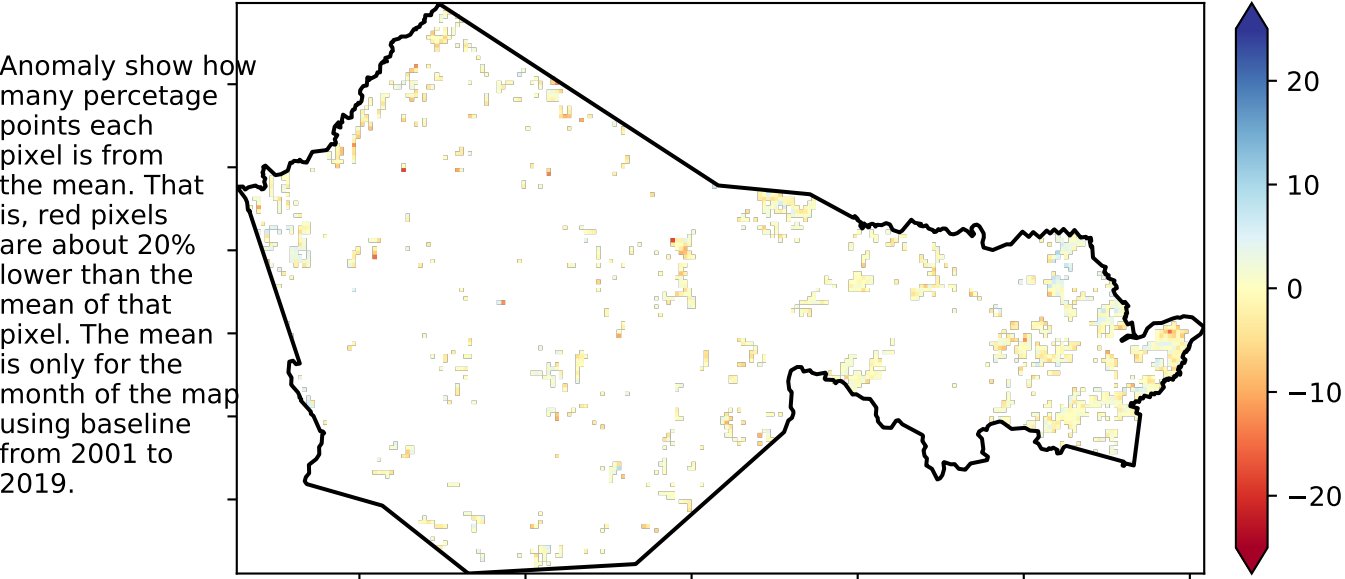 Anomaly show how
many percetage
points each
pixel is from
the mean. That
is, red pixels
are about 20%
lower than the
mean of that
pixel. The mean
is only for the
month of the map
using baseline
from 2001 to
2019.
20
10
0
−10
−20